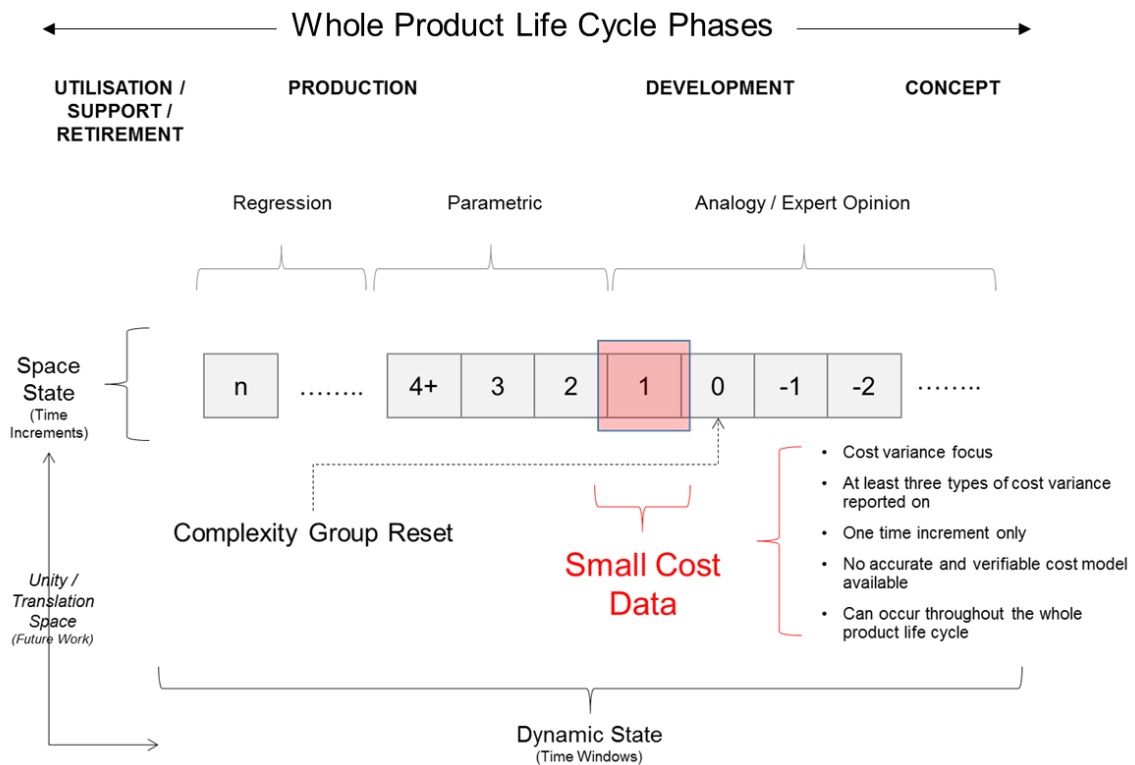 Whole Product Life Cycle Phases
UTILISATION /
SUPPORT /
RETIREMENT
PRODUCTION
DEVELOPMENT
CONCEPT
Regression
Parametric
Analogy / Expert Opinion
Space
State
(Time
Increments)
n ........ 4+ 3 2 1 0 -1 -2 ........
Complexity Group Reset
Small Cost
Data
• Cost variance focus
• At least three types of cost variance
reported on
• One time increment only
• No accurate and verifiable cost model
available
• Can occur throughout the whole
product life cycle
Unity /
Translation
Space
(Future Work)
Dynamic State
(Time Windows)